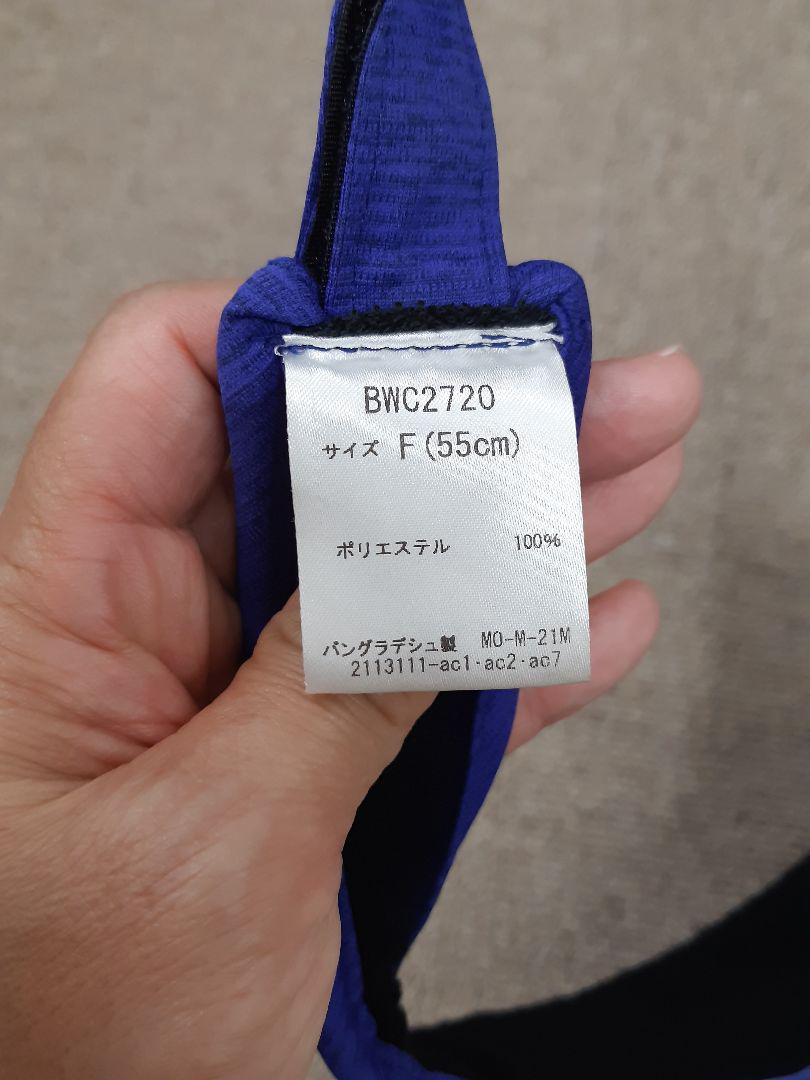 BWC2720
サイズ F(55cm)
ポリエステル 100%
バングラデシュ製 MO-M-21M
2113111-ac1・ac2・ac7